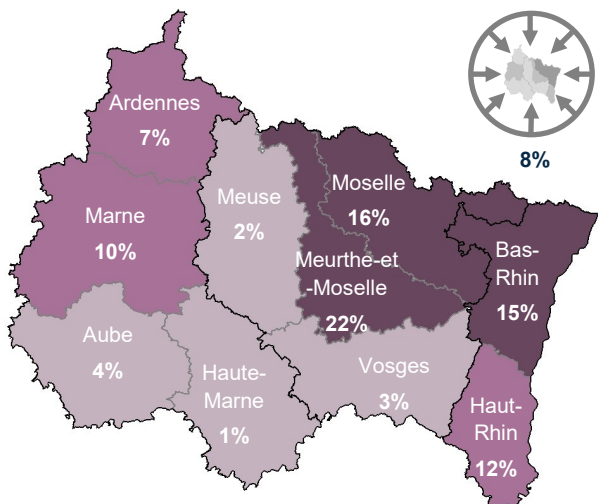 Ardennes
7%
8%
Meuse
2%
Moselle
16%
Marne
10%
Meurthe-et
-Moselle
22%
Bas-
Rhin
15%
Aube
4%
Haute-
Marne
1%
Vosges
3%
Haut-
Rhin
12%